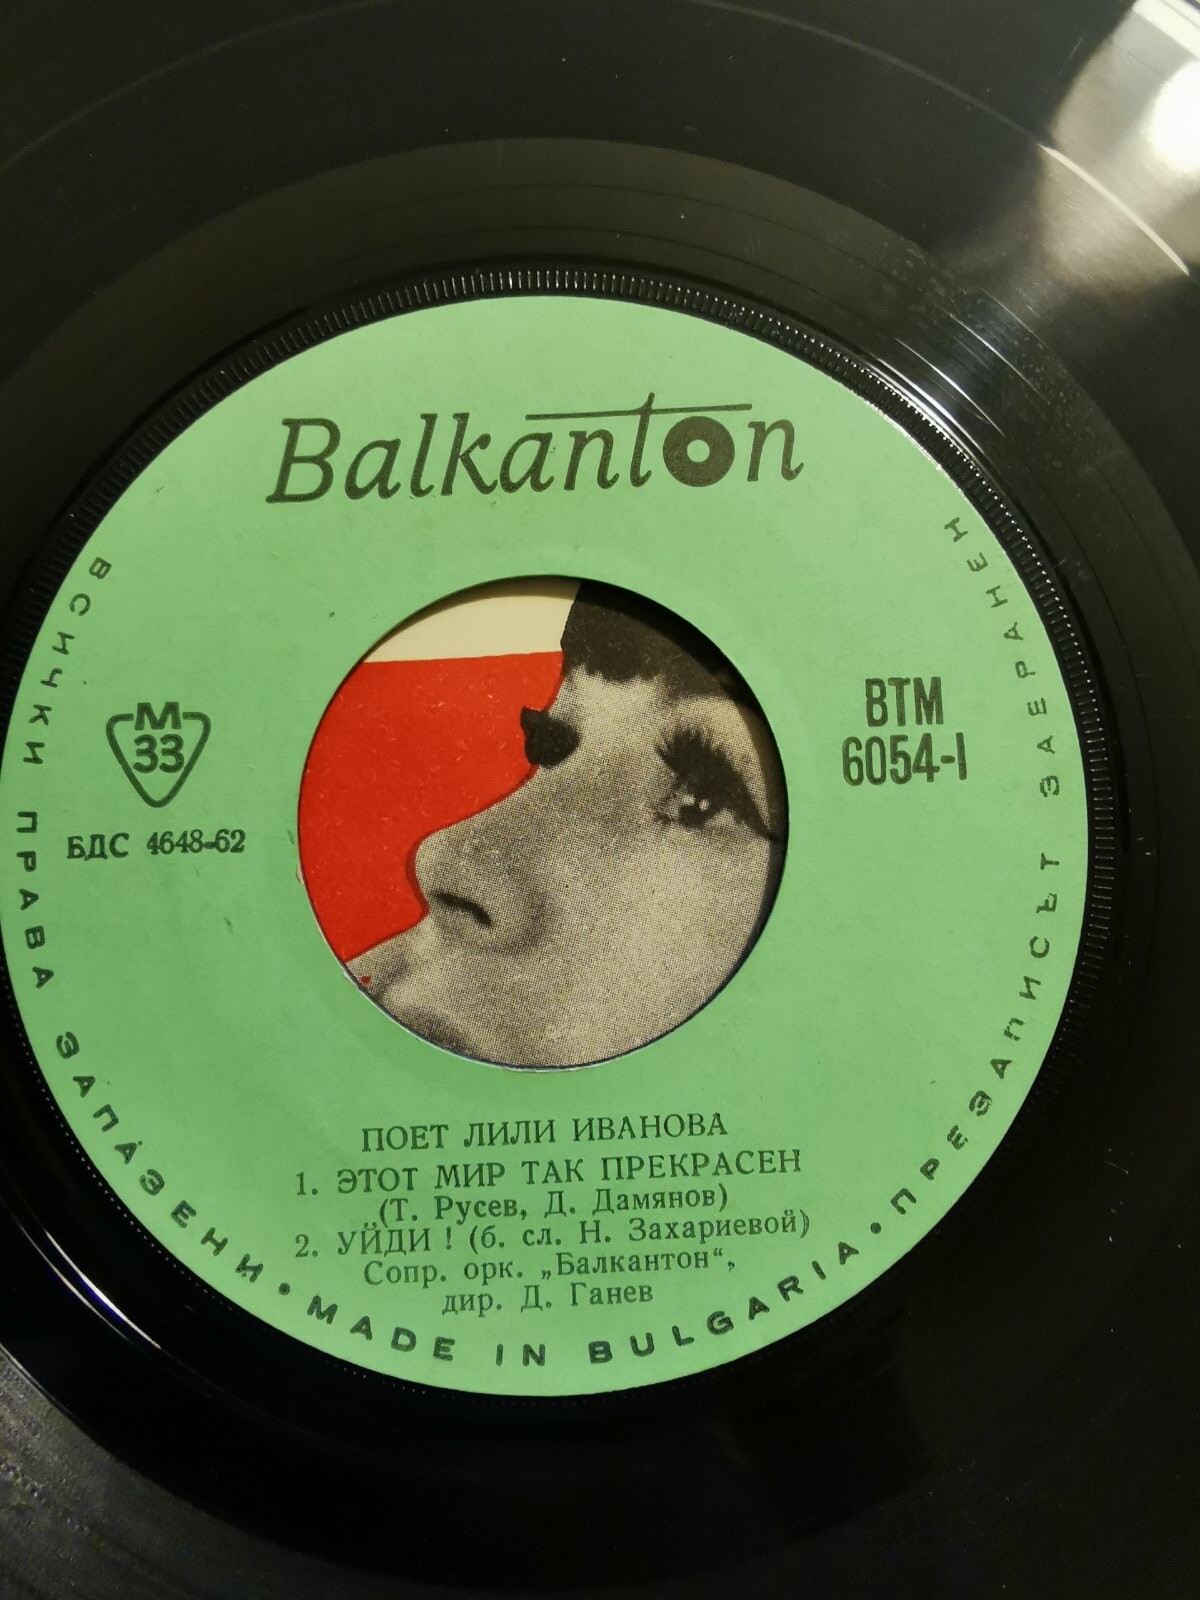 Balkanton
ВТМ
6054-I
М
33
БДС 4648-62
ПОЕТ ЛИЛИ ИВАНОВА
1. ЭТОТ МИР ТАК ПРЕКРАСЕН
(Т. Русев, Д. Дамянов)
2. УЙДИ ! (б. сл. Н. Захариевой)
Сопр. орк. „Балкантон“,
дир. Д. Ганев
ВСИЧКИ ПРАВА ЗАПАЗЕНИ • MADE IN BULGARIA • ПРЕЗАПИСЪТ ЗАБРАНЕН